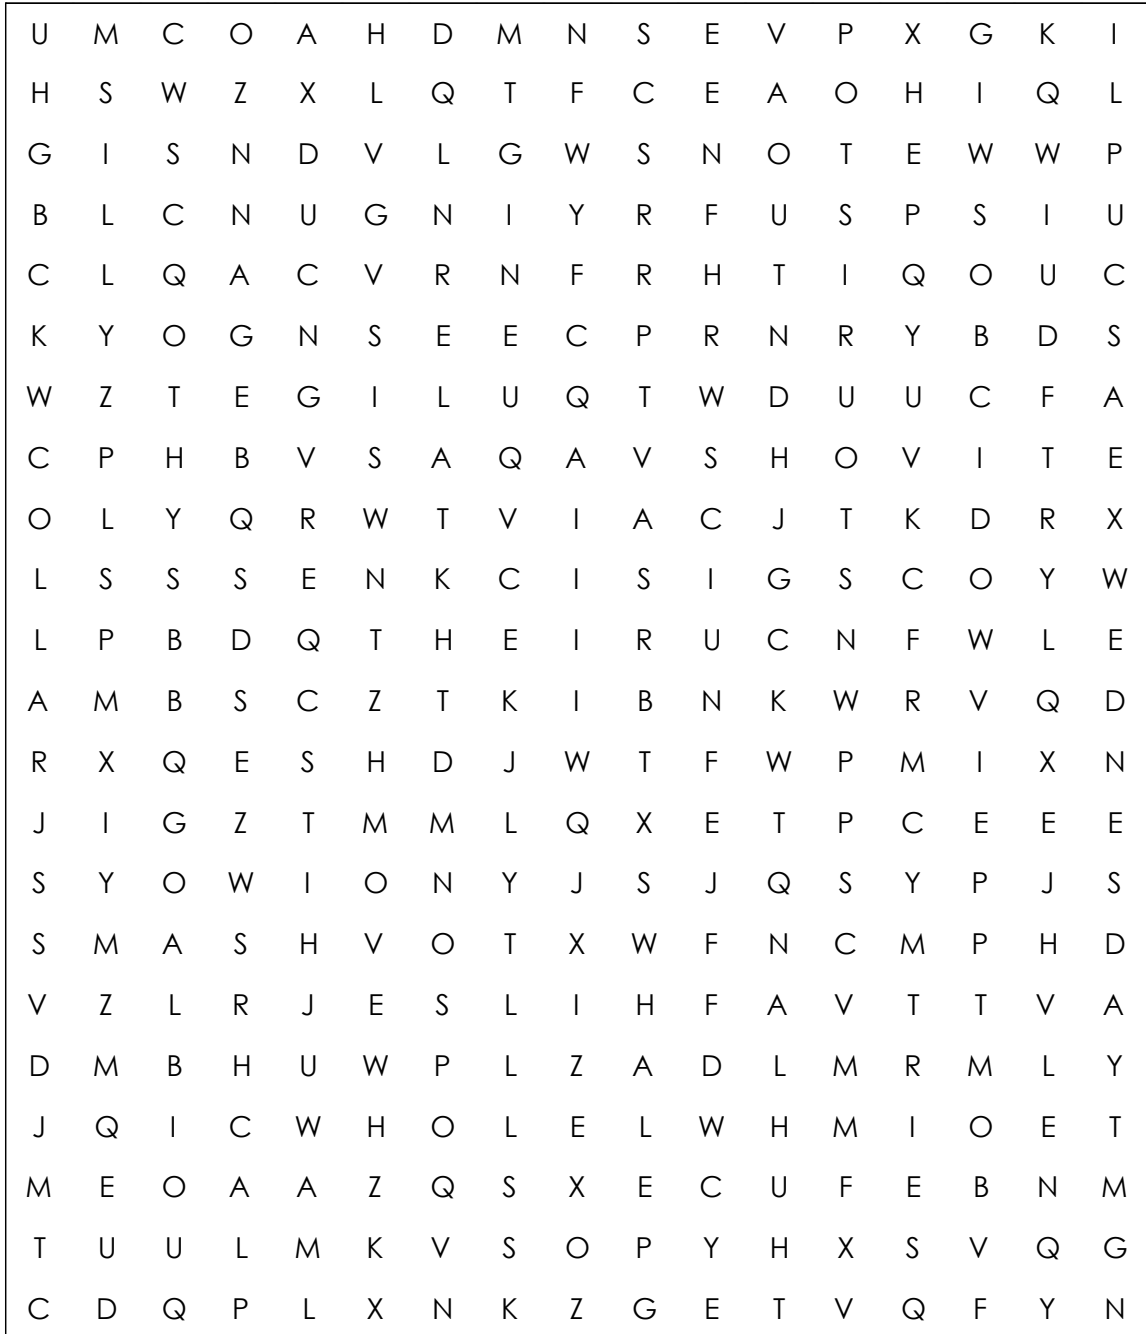 U M C O A H D M N S E V P X G K I
H S W Z X L Q T F C E A O H I Q L
G I S N D V L G W S N O T E W W P
B L C N U G N I Y R F U S P S I U
C L Q A C V R N F R H T I Q O U C
K Y O G N S E E C P R N R Y B D S
W Z T E G I L U Q T W D U U C F A
C P H B V S A Q A V S H O V I T E
O L Y Q R W T V I A C J T K D R X
L S S S E N K C I S I G S C O Y W
L P B D Q T H E I R U C N F W L E
A M B S C Z T K I B N K W R V Q D
R X Q E S H D J W T F W P M I X N
J I G Z T M M L Q X E T P C E E E
S Y O W I O N Y J S J Q S Y P J S
S M A S H V O T X W F N C M P H D
V Z L R J E S L I H F A V T T V A
D M B H U W P L Z A D L M R M L Y
J Q I C W H O L E L W H M I O E T
M E O A A Z Q S X E C U F E B N M
T U U L M K V S O P Y H X S V Q G
C D Q P L X N K Z G E T V Q F Y N